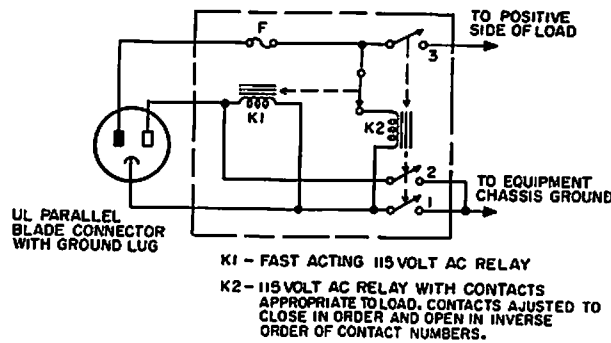 F
TO POSITIVE
SIDE OF LOAD
3
K1
K2
2
1
TO EQUIPMENT
CHASSIS GROUND
UL PARALLEL
BLADE CONNECTOR
WITH GROUND LUG
K1 - FAST ACTING 115 VOLT AC RELAY
K2 - 115 VOLT AC RELAY WITH CONTACTS
APPROPRIATE TO LOAD. CONTACTS AJUSTED TO
CLOSE IN ORDER AND OPEN IN INVERSE
ORDER OF CONTACT NUMBERS.